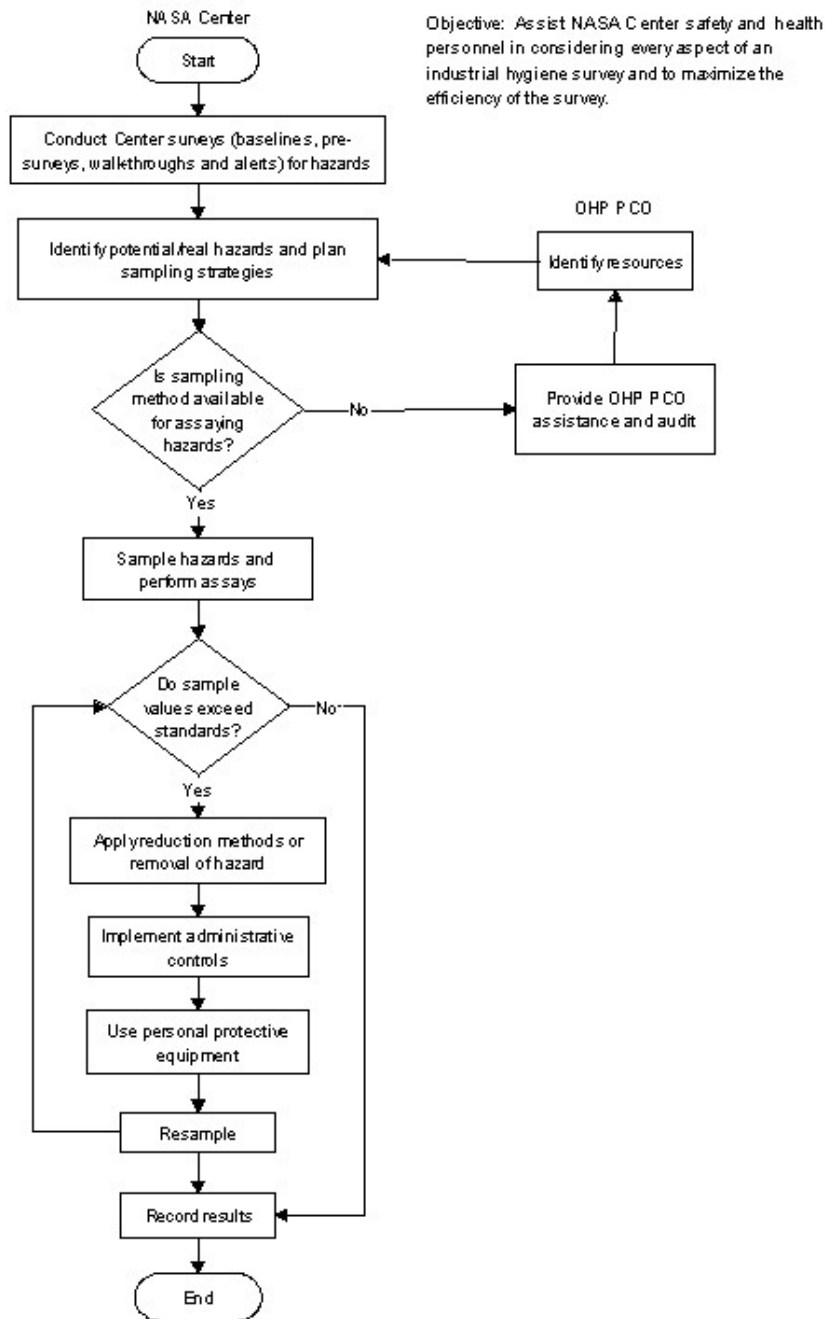 NASA Center
Objective: Assist NASA Center safety and health
personnel in considering every aspect of an
industrial hygiene survey and to maximize the
efficiency of the survey.
Start
Conduct Center surveys (baselines, pre-
surveys, walk-throughs and alerts) for hazards
OHP PCO
Identify potential/real hazards and plan
sampling strategies
Identify resources
Is sampling
method available
for assaying
hazards?
No
Provide OHP PCO
assistance and audit
Yes
Sample hazards and
perform assays
Do sample
values exceed
standards?
No
Yes
Apply reduction methods or
removal of hazard
Implement administrative
controls
Use personal protective
equipment
Resample
Record results
End